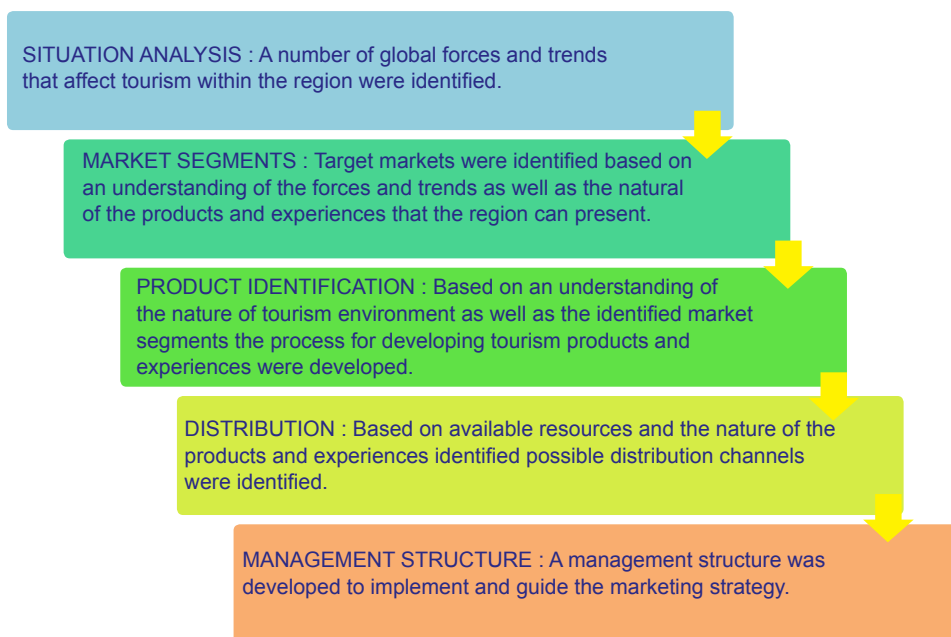 SITUATION ANALYSIS : A number of global forces and trends
that affect tourism within the region were identified.
MARKET SEGMENTS : Target markets were identified based on
an understanding of the forces and trends as well as the natural
of the products and experiences that the region can present.
PRODUCT IDENTIFICATION : Based on an understanding of
the nature of tourism environment as well as the identified market
segments the process for developing tourism products and
experiences were developed.
DISTRIBUTION : Based on available resources and the nature of the
products and experiences identified possible distribution channels
were identified.
MANAGEMENT STRUCTURE : A management structure was
developed to implement and guide the marketing strategy.